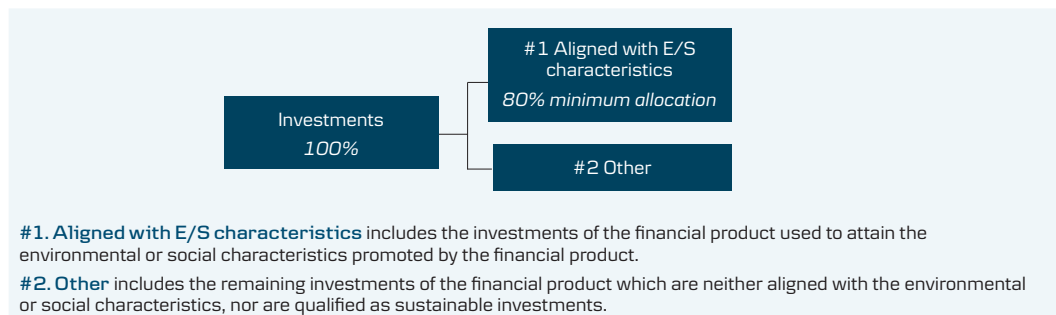 #1 Aligned with E/S
characteristics
80% minimum allocation
Investments
100%
#2 Other
#1. Aligned with E/S characteristics includes the investments of the financial product used to attain the
environmental or social characteristics promoted by the financial product.
#2. Other includes the remaining investments of the financial product which are neither aligned with the environmental
or social characteristics, nor are qualified as sustainable investments.